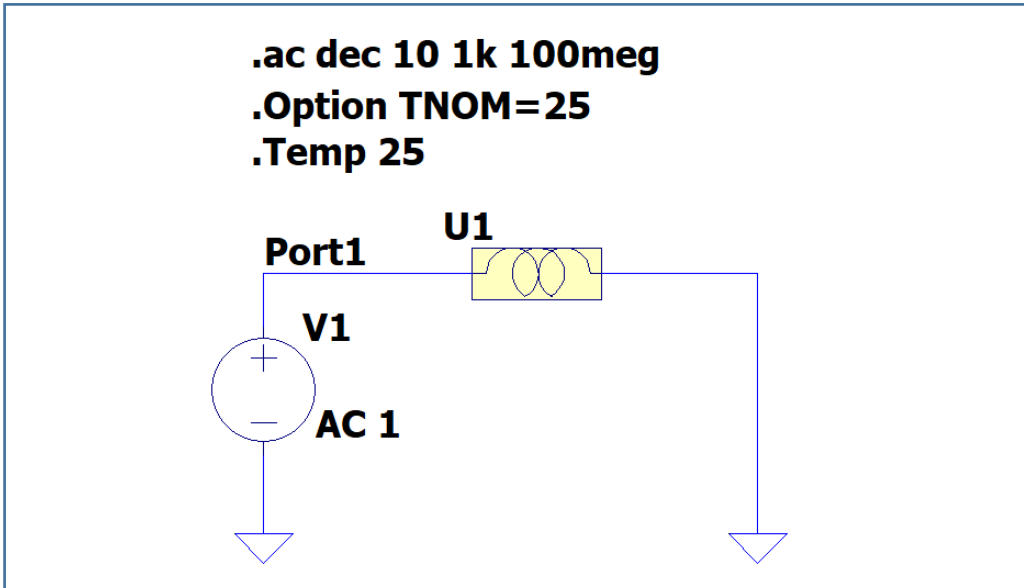 .ac dec 10 1k 100meg
.Option TNOM=25
.Temp 25
U1
Port1
V1
AC 1